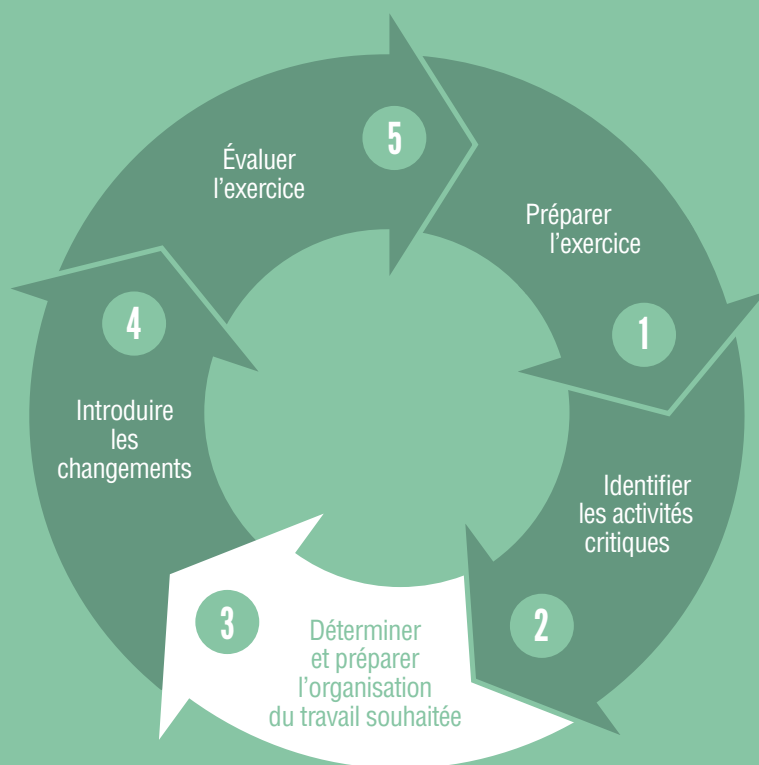 Préparer
l’exercice
1
Identifier
les activités
critiques
2
Déterminer
et préparer
l’organisation
du travail souhaitée
3
Introduire
les
changements
4
Évaluer
l’exercice
5